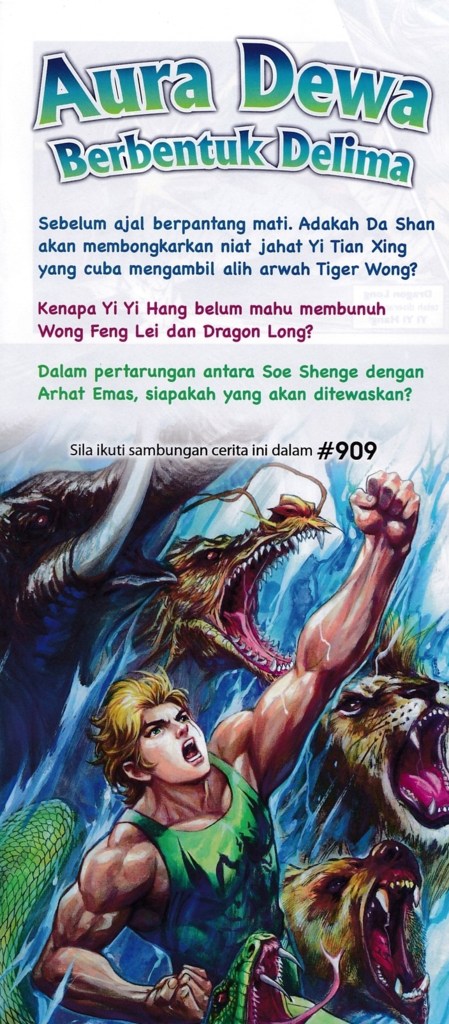 Aura Dewa
Berbentuk Delima
Sebelum ajal berpantang mati. Adakah Da Shan
akan membongkarkan niat jahat Yi Tian Xing
yang cuba mengambil alih arwah Tiger Wong?
Kenapa Yi Yi Hang belum mahu membunuh
Wong Feng Lei dan Dragon Long?
Dalam pertarungan antara Soe Shenge dengan
Arhat Emas, siapakah yang akan ditewaskan?
Sila ikuti sambungan cerita ini dalam #909